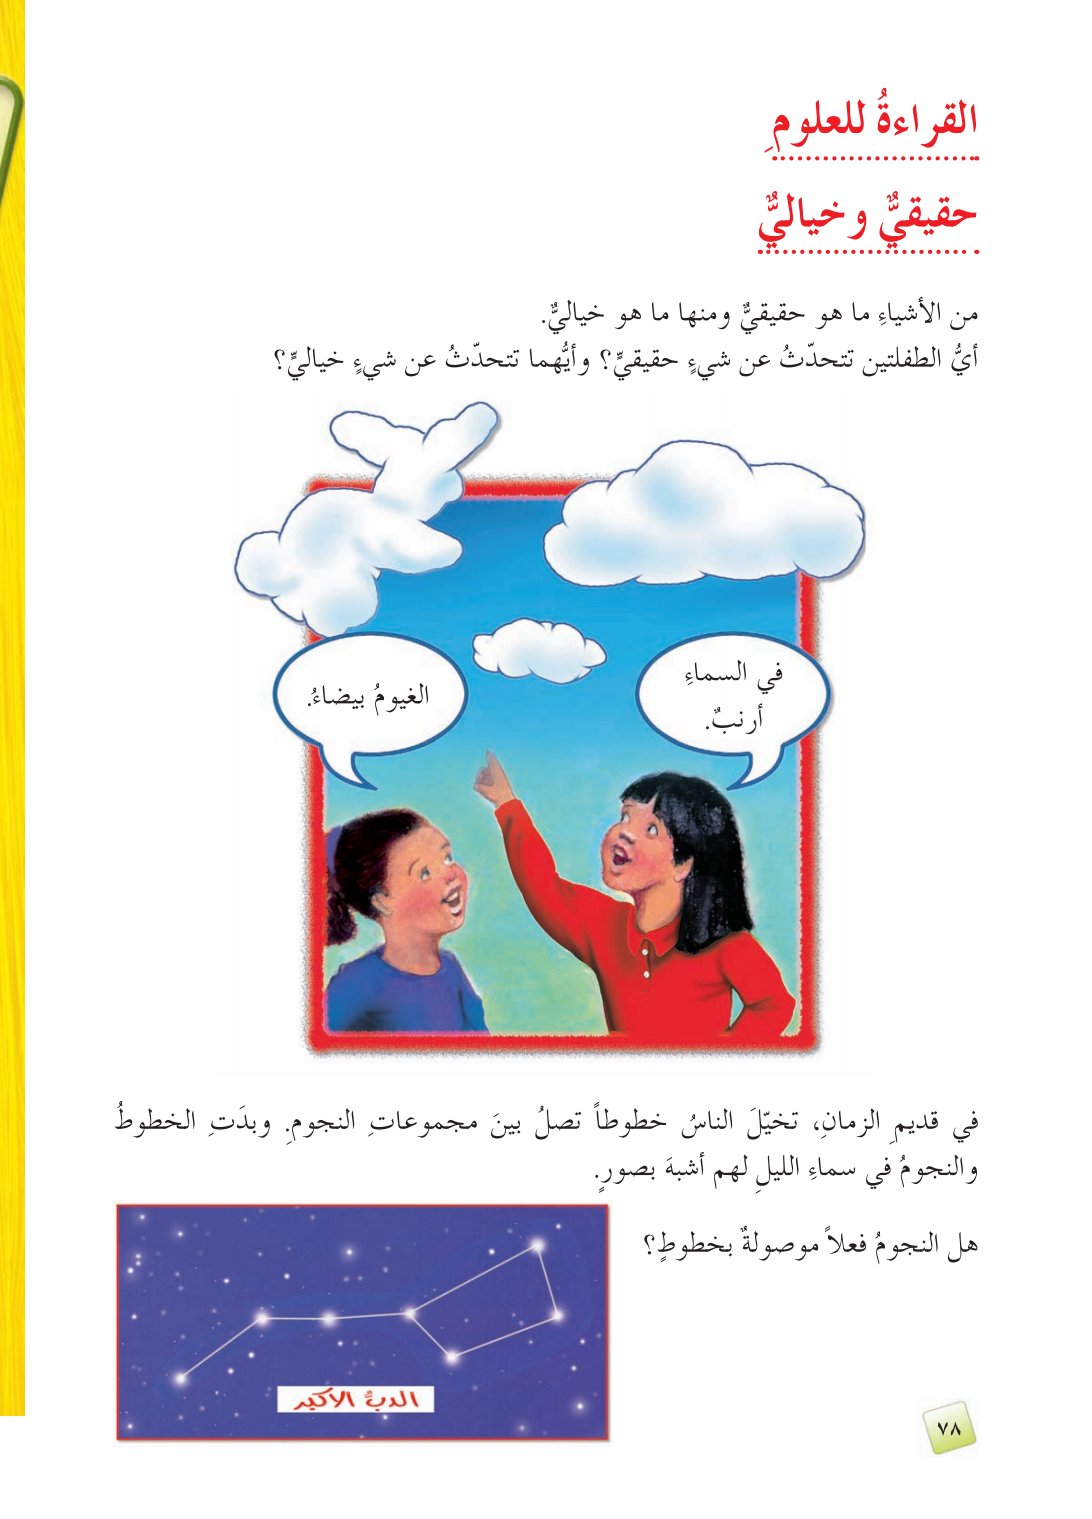 القراءةُ للعلومِ
حقيقيٌّ وخياليٌّ
من الأشياءِ ما هو حقيقيٌّ ومنها ما هو خياليٌّ.
أيُّ الطفلتين تتحدّثُ عن شيءٍ حقيقيٍّ؟ وأيُّهما تتحدّثُ عن شيءٍ خياليٍّ؟
في السماءِ
أرنبٌ.
الغيومُ بيضاءُ.
في قديمِ الزمانِ، تخيّلَ الناسُ خطوطاً تصلُ بينَ مجموعاتِ النجومِ. وبدَتِ الخطوطُ
والنجومُ في سماءِ الليلِ لهم أشبهَ بصورٍ.
هل النجومُ فعلاً موصولةٌ بخطوطٍ؟
الدبُّ الاكبر
٧٨